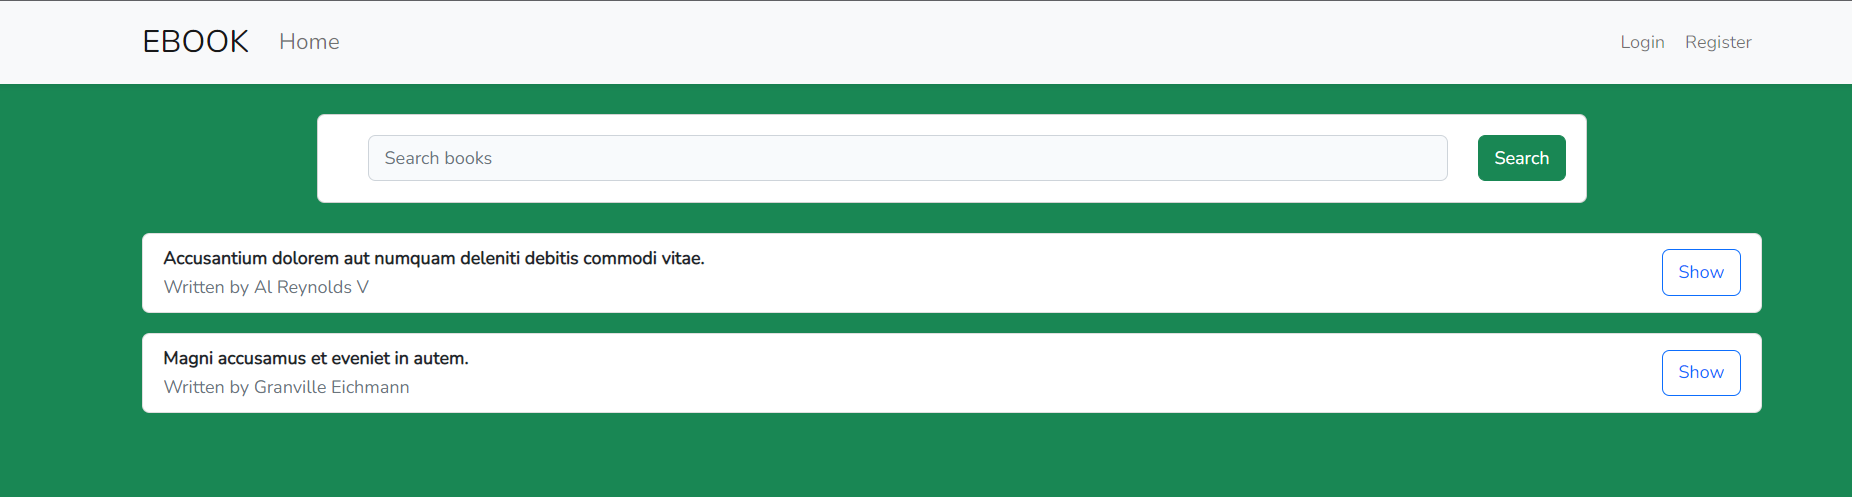 EBOOK Home Login Register
Search books Search
Accusantium dolorem aut numquam deleniti debitis commodi vitae.
Written by Al Reynolds V
Show
Magni accusamus et eveniet in autem.
Written by Granville Eichmann
Show